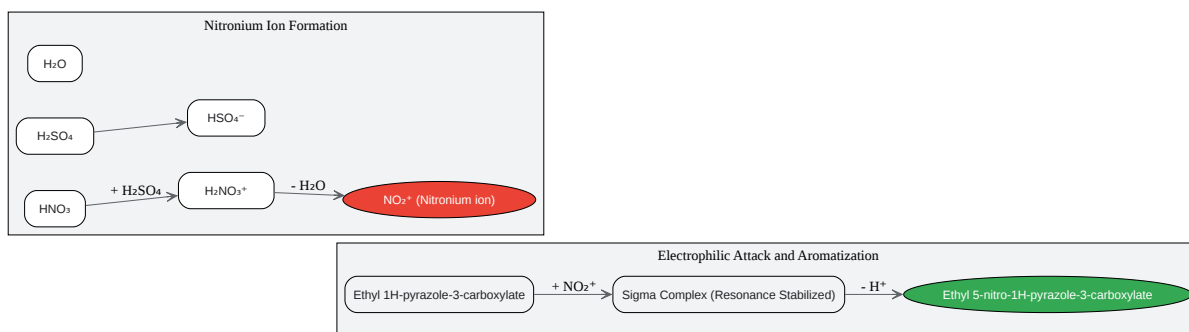 Nitronium Ion Formation
H₂O
H₂SO₄
HSO₄⁻
HNO₃
+ H₂SO₄
H₂NO₃⁺
- H₂O
NO₂⁺ (Nitronium ion)
Electrophilic Attack and Aromatization
Ethyl 1H-pyrazole-3-carboxylate
+ NO₂⁺
Sigma Complex (Resonance Stabilized)
- H⁺
Ethyl 5-nitro-1H-pyrazole-3-carboxylate